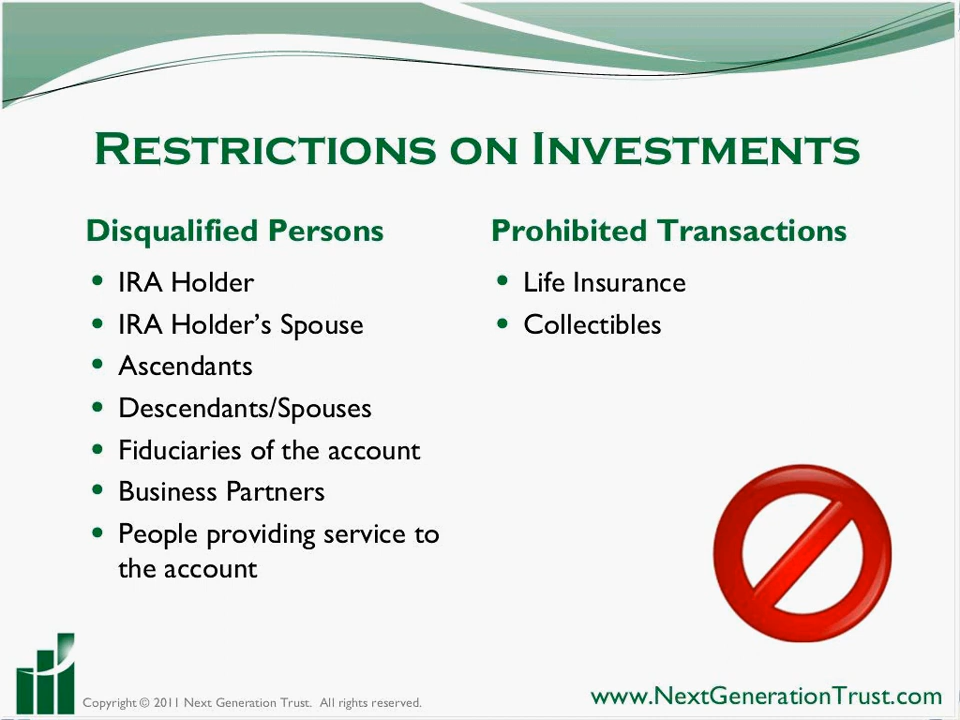 Restrictions on Investments
Disqualified Persons
• IRA Holder
• IRA Holder’s Spouse
• Ascendants
• Descendants/Spouses
• Fiduciaries of the account
• Business Partners
• People providing service to
the account
Prohibited Transactions
• Life Insurance
• Collectibles
Copyright © 2011 Next Generation Trust. All rights reserved.
www.NextGenerationTrust.com